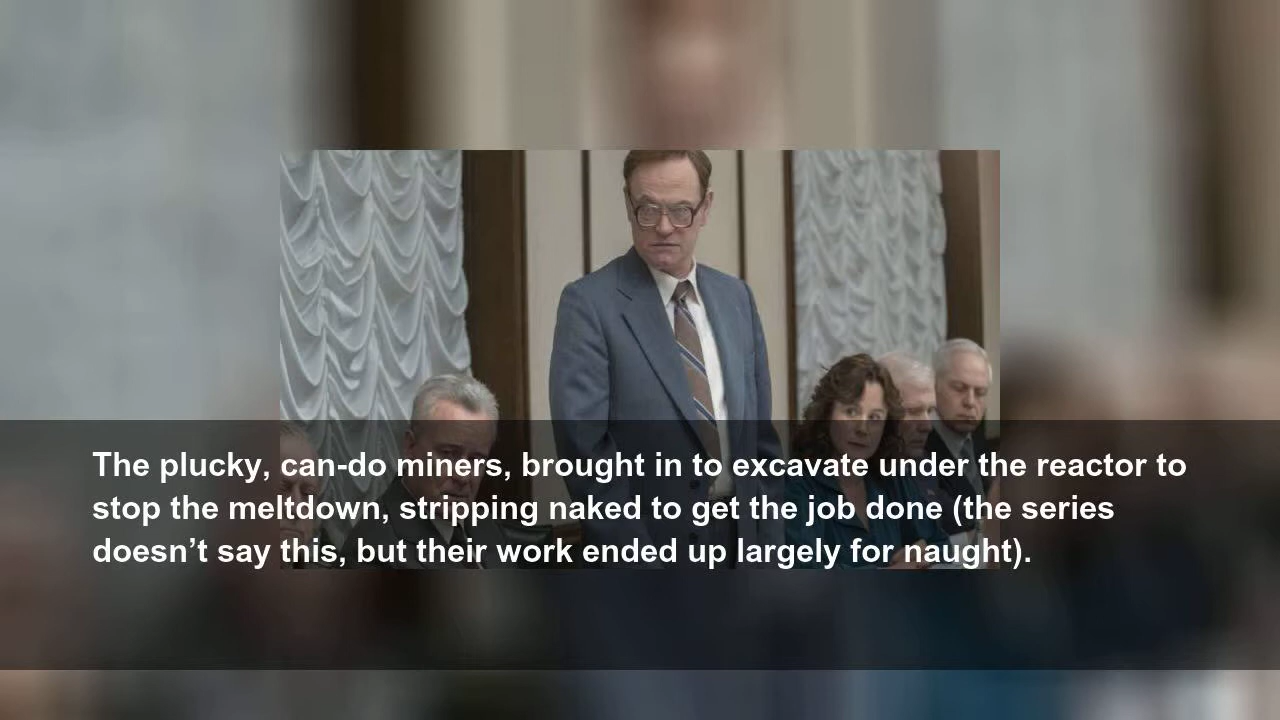 The plucky, can-do miners, brought in to excavate under the reactor to
stop the meltdown, stripping naked to get the job done (the series
doesn’t say this, but their work ended up largely for naught).